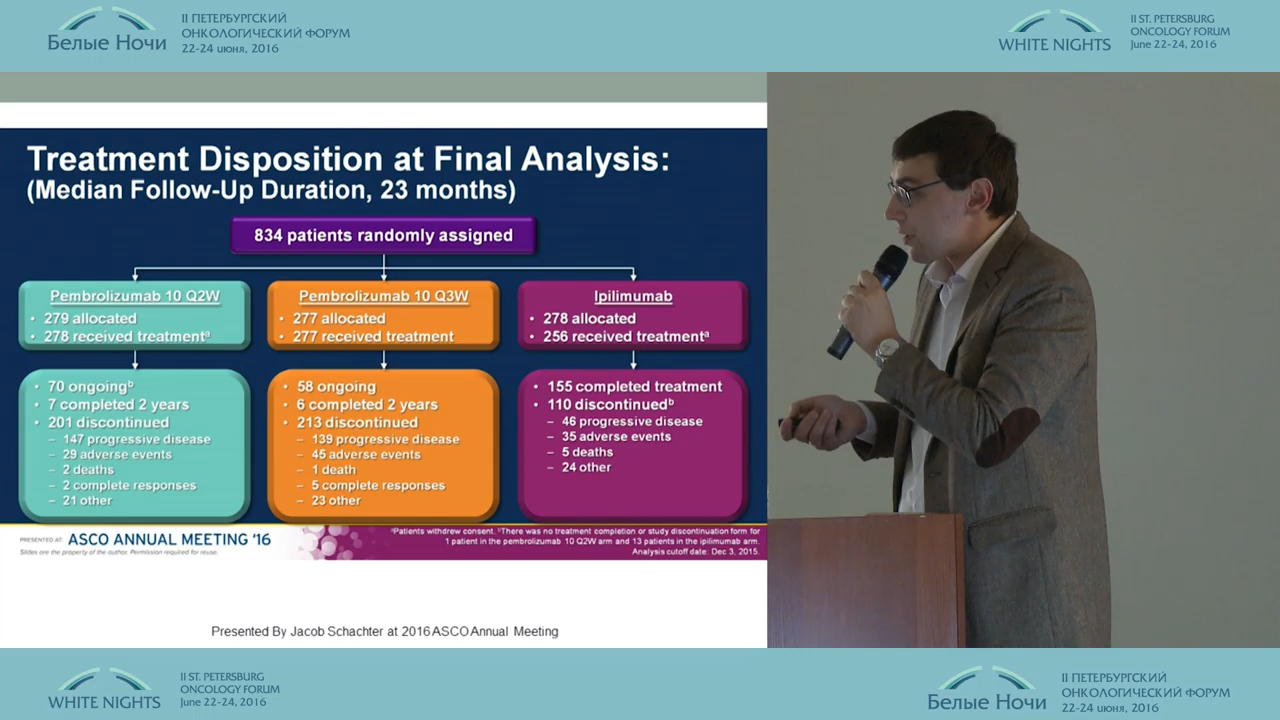 Белые Ночи
II ПЕТЕРБУРГСКИЙ
ОНКОЛОГИЧЕСКИЙ ФОРУМ
22-24 июня, 2016
WHITE NIGHTS
II ST. PETERSBURG
ONCOLOGY FORUM
June 22-24, 2016
Treatment Disposition at Final Analysis:
(Median Follow-Up Duration, 23 months)
834 patients randomly assigned
Pembrolizumab 10 Q2W
• 279 allocated
• 278 received treatmentᵃ
Pembrolizumab 10 Q3W
• 277 allocated
• 277 received treatment
Ipilimumab
• 278 allocated
• 256 received treatmentᵃ
• 70 ongoingᵇ
• 7 completed 2 years
• 201 discontinued
– 147 progressive disease
– 29 adverse events
– 2 deaths
– 2 complete responses
– 21 other
• 58 ongoing
• 6 completed 2 years
• 213 discontinued
– 139 progressive disease
– 45 adverse events
– 1 death
– 5 complete responses
– 23 other
• 155 completed treatment
• 110 discontinuedᵇ
– 46 progressive disease
– 35 adverse events
– 5 deaths
– 24 other
PRESENTED AT: ASCO ANNUAL MEETING '16
Slides are the property of the author. Permission required for reuse.
ᵃPatients withdrew consent. ᵇThere was no treatment completion or study discontinuation form for
1 patient in the pembrolizumab 10 Q2W arm and 13 patients in the ipilimumab arm.
Analysis cutoff date: Dec 3, 2015.
Presented By Jacob Schachter at 2016 ASCO Annual Meeting
WHITE NIGHTS
II ST. PETERSBURG
ONCOLOGY FORUM
June 22-24, 2016
Белые Ночи
II ПЕТЕРБУРГСКИЙ
ОНКОЛОГИЧЕСКИЙ ФОРУМ
22-24 июня, 2016